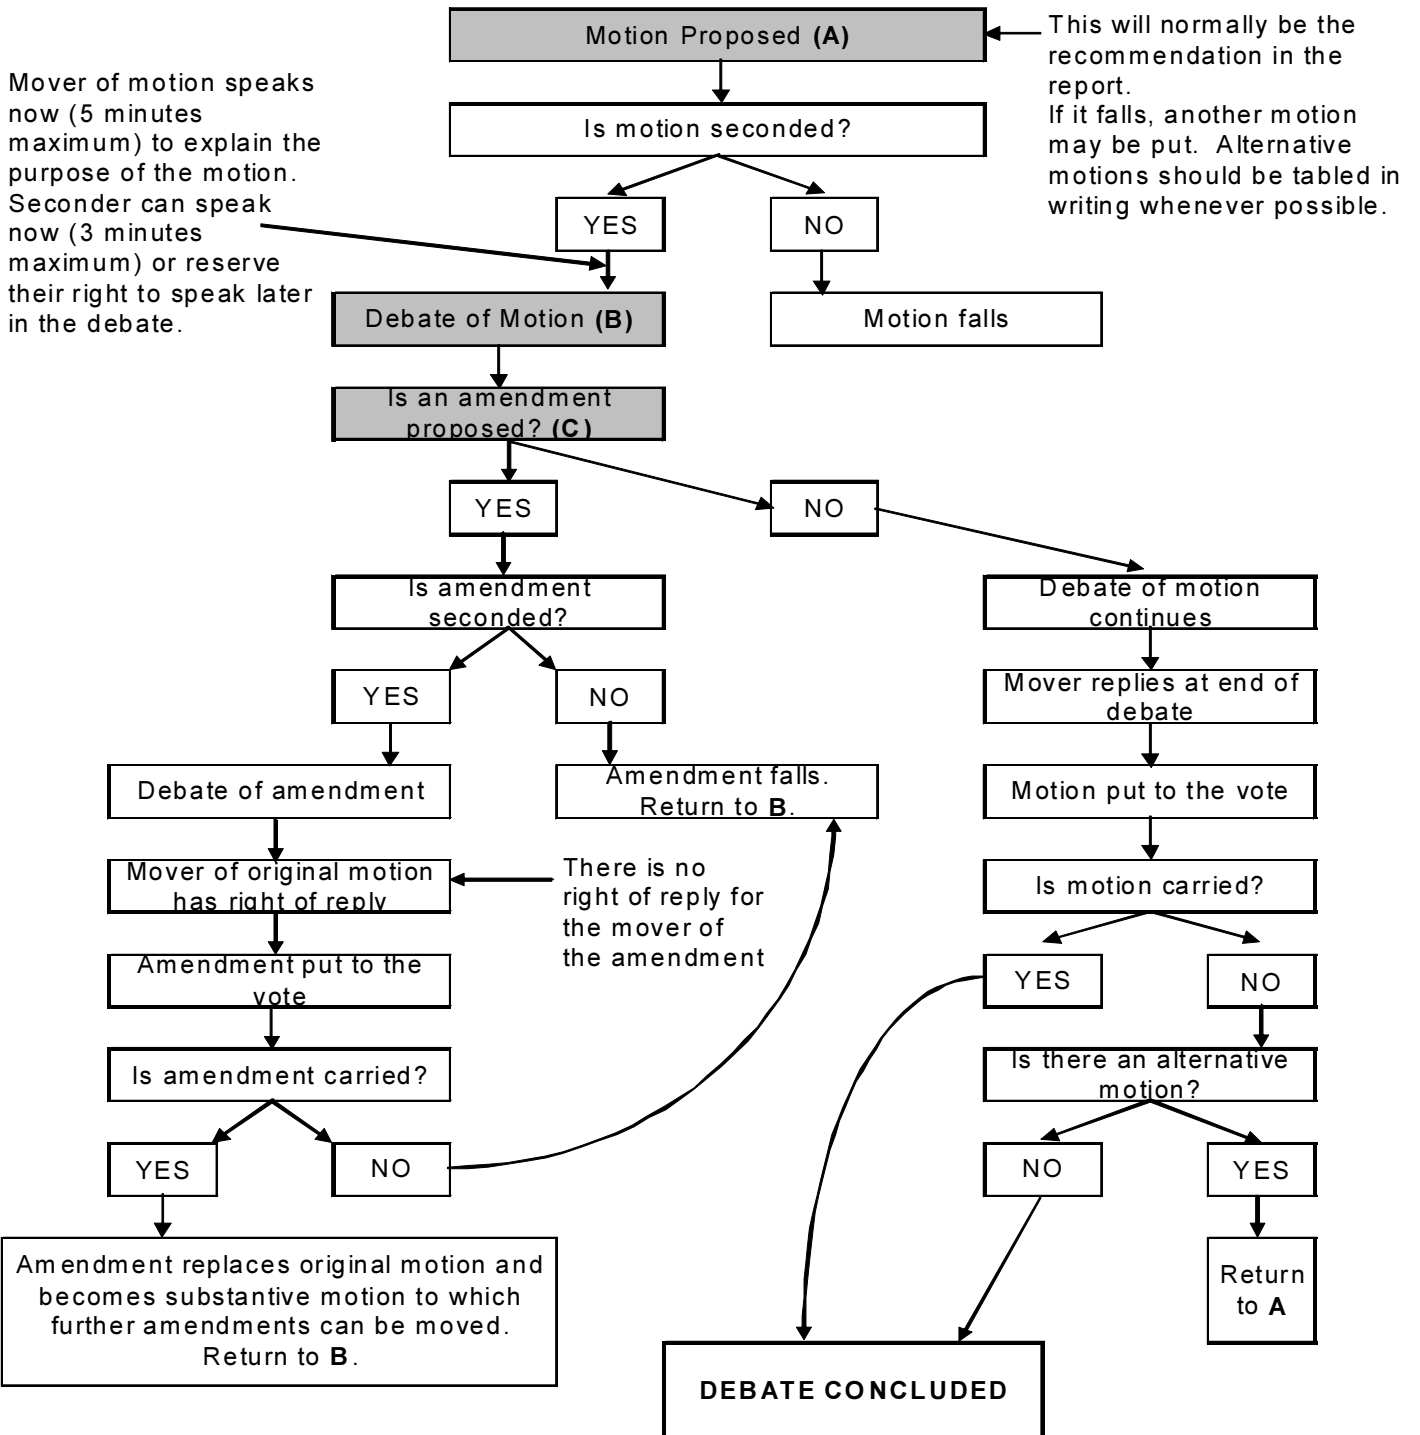 Motion Proposed (A)
This will normally be the
recommendation in the
report.
If it falls, another motion
may be put. Alternative
motions should be tabled in
writing whenever possible.
Mover of motion speaks
now (5 minutes
maximum) to explain the
purpose of the motion.
Seconder can speak
now (3 minutes
maximum) or reserve
their right to speak later
in the debate.
Is motion seconded?
YES
NO
Debate of Motion (B)
Motion falls
Is an amendment
proposed? (C)
YES
NO
Is amendment
seconded?
Debate of motion
continues
YES
NO
Mover replies at end of
debate
Debate of amendment
Amendment falls.
Return to B.
Motion put to the vote
Mover of original motion
has right of reply
There is no
right of reply for
the mover of
the amendment
Is motion carried?
Amendment put to the
vote
YES
NO
Is amendment carried?
Is there an alternative
motion?
YES
NO
NO
YES
Amendment replaces original motion and
becomes substantive motion to which
further amendments can be moved.
Return to B.
Return
to A
DEBATE CONCLUDED